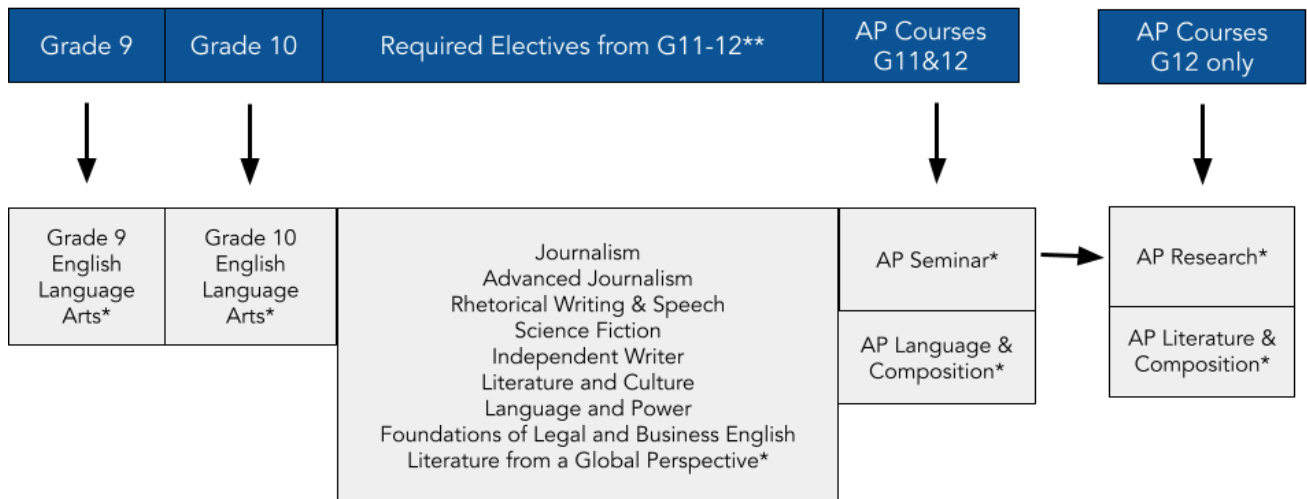 Grade 9
Grade 10
Required Electives from G11-12**
AP Courses
G11&12
AP Courses
G12 only
Grade 9
English
Language
Arts*
Grade 10
English
Language
Arts*
Journalism
Advanced Journalism
Rhetorical Writing & Speech
Science Fiction
Independent Writer
Literature and Culture
Language and Power
Foundations of Legal and Business English
Literature from a Global Perspective*
AP Seminar*
AP Language &
Composition*
AP Research*
AP Literature &
Composition*